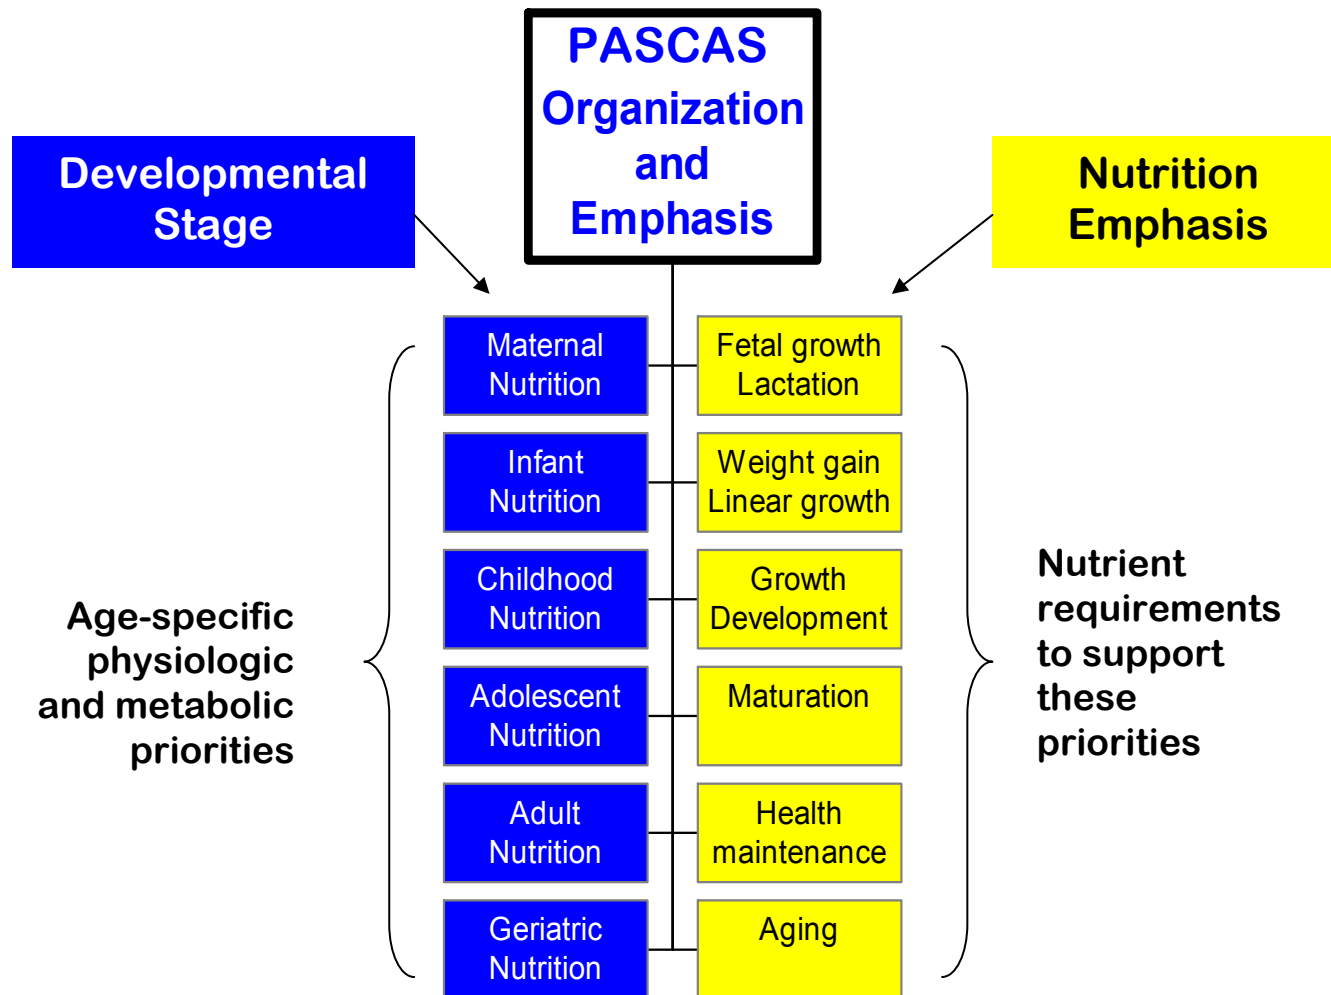 PASCAS
Organization
and
Emphasis
Developmental
Stage
Nutrition
Emphasis
Maternal
Nutrition
Fetal growth
Lactation
Infant
Nutrition
Weight gain
Linear growth
Childhood
Nutrition
Growth
Development
Adolescent
Nutrition
Maturation
Adult
Nutrition
Health
maintenance
Geriatric
Nutrition
Aging
Age-specific
physiologic
and metabolic
priorities
Nutrient
requirements
to support
these
priorities